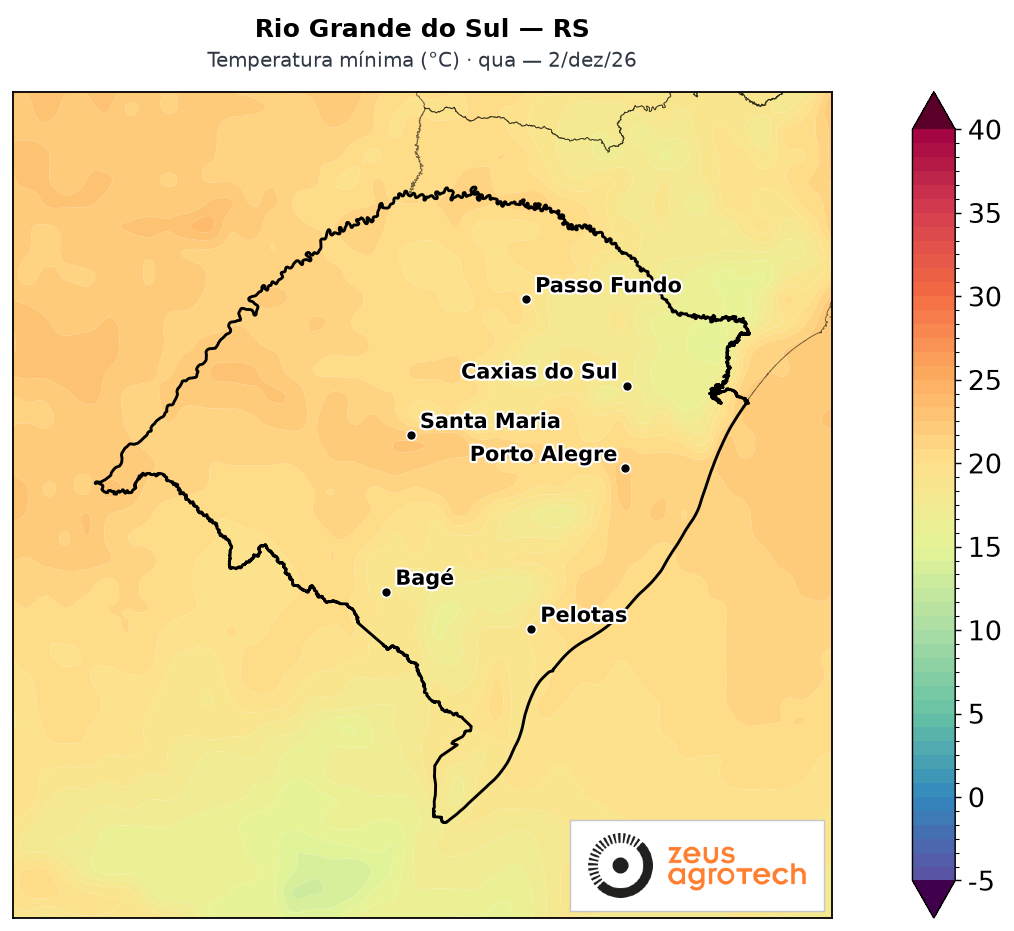 Rio Grande do Sul — RS
Temperatura mínima (°C) · qua — 2/dez/26
Passo Fundo
Caxias do Sul
Santa Maria
Porto Alegre
Bagé
Pelotas
40
35
30
25
20
15
10
5
0
-5
zeus
agrotech